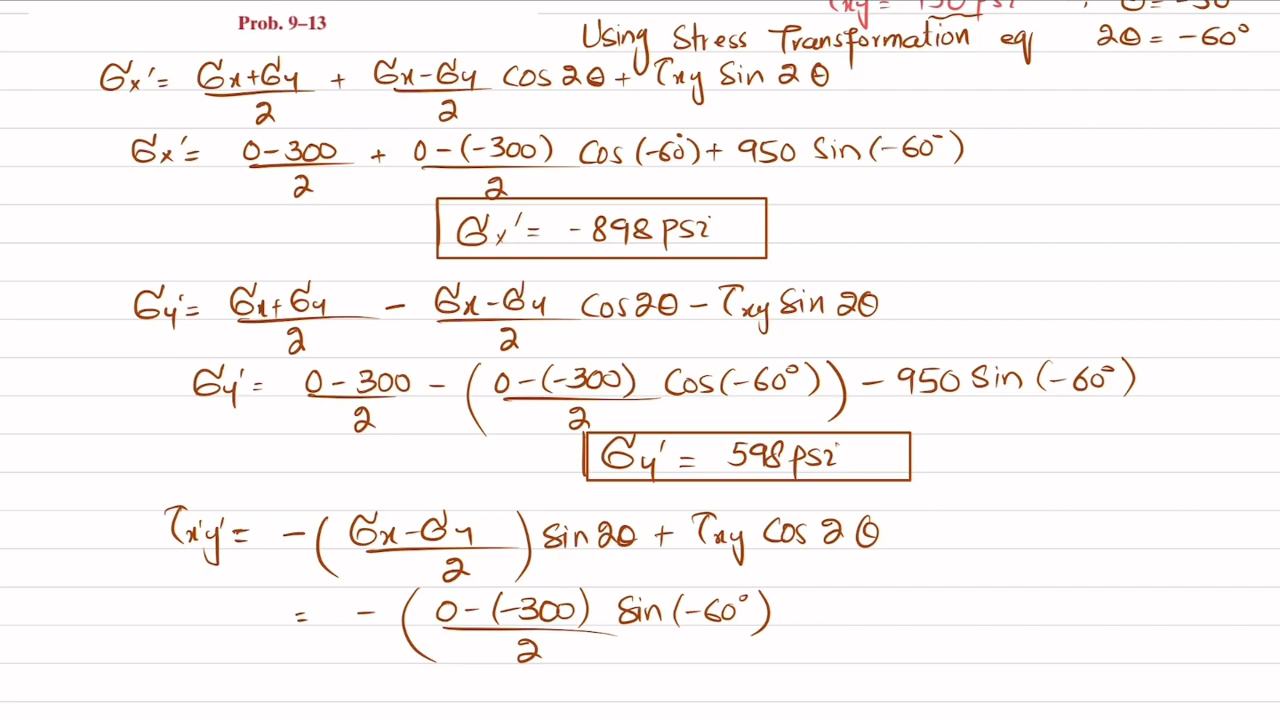 Prob. 9–13
Using Stress Transformation eq 2θ = -60°
σx' = σx+σy/2 + σx-σy/2 cos 2θ + τxy sin 2θ
σx' = 0-300/2 + 0-(-300)/2 Cos (-60°) + 950 Sin(-60°)
σx' = -898 psi
σy' = σx+σy/2 - σx-σy/2 Cos 2θ - τxy Sin 2θ
σy' = 0-300/2 - (0-(-300)/2 Cos(-60°)) - 950 Sin (-60°)
σy' = 598 psi
τx'y' = -(σx-σy/2) Sin 2θ + τxy Cos 2θ
= -(0-(-300)/2 Sin (-60°)